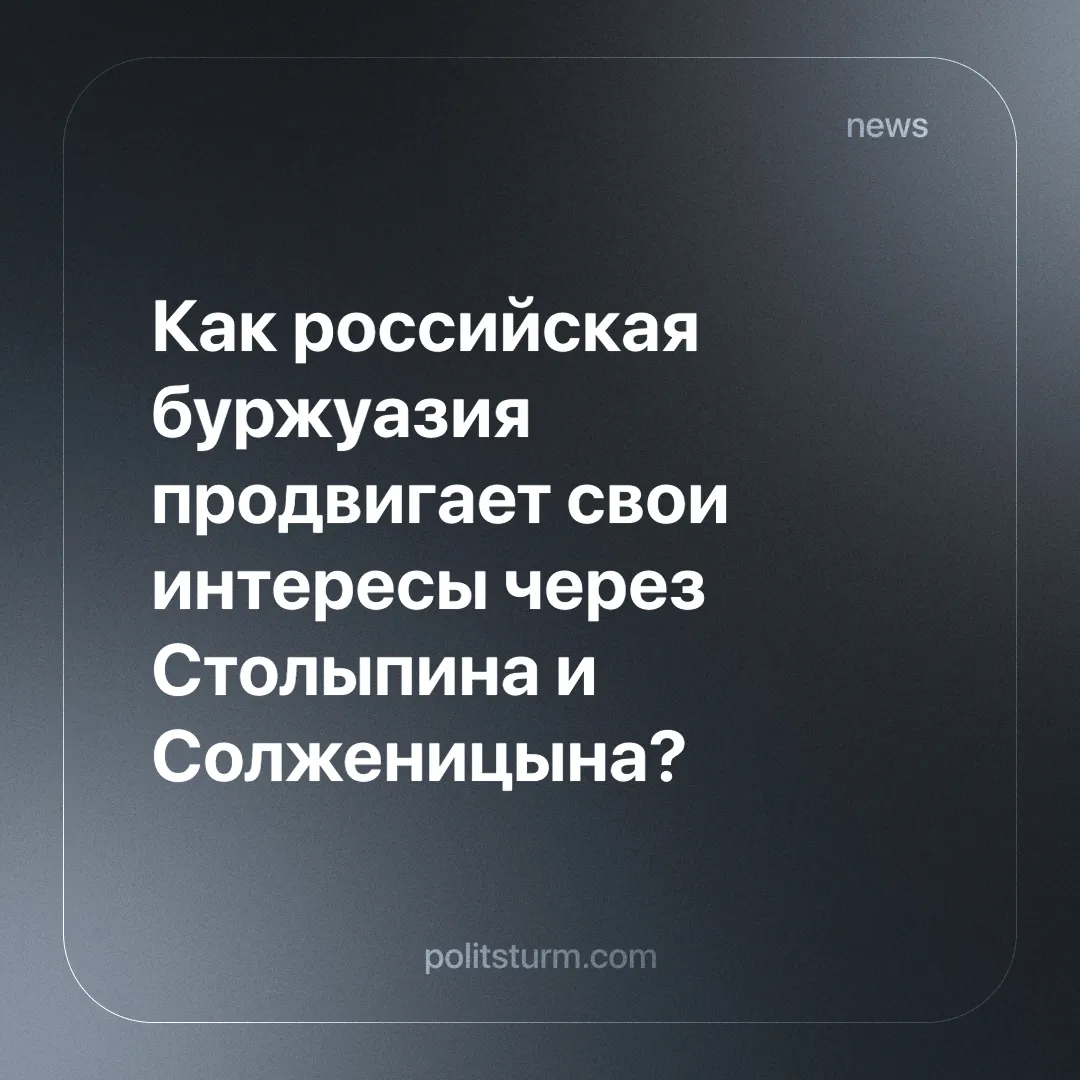 news
Как российская
буржуазия
продвигает свои
интересы через
Столыпина и
Солженицына?
politsturm.com